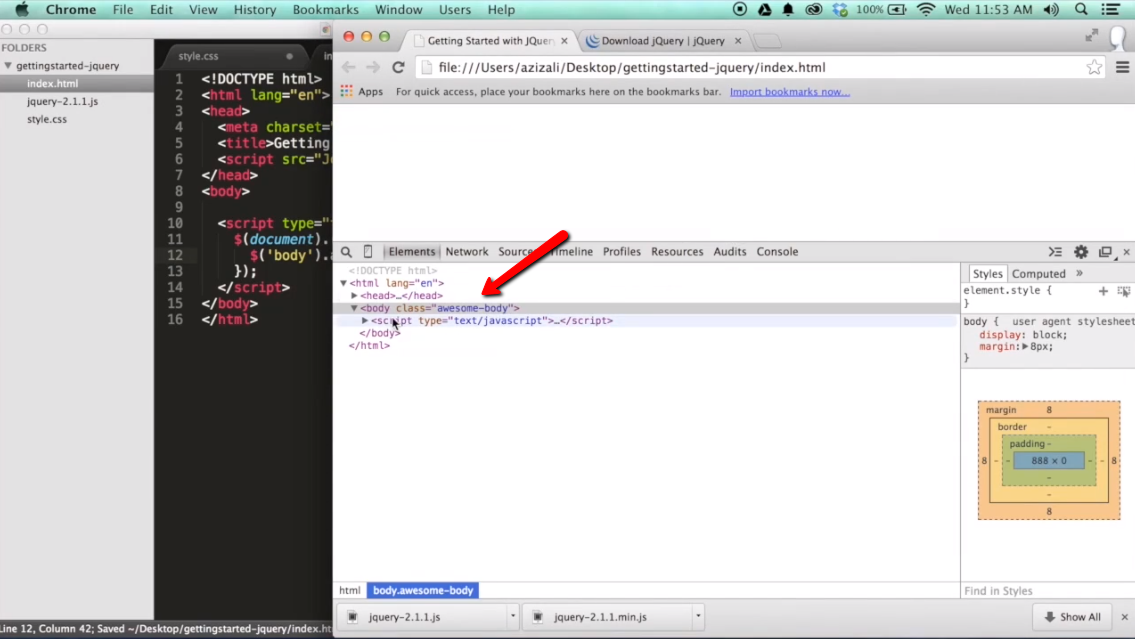 Chrome File Edit View History Bookmarks Window Users Help 100% Wed 11:53 AM
FOLDERS
gettingstarted-jquery
index.html
jquery-2.1.1.js
style.css
style.css
1 <!DOCTYPE html>
2 <html lang="en">
3 <head>
4 <meta charset=
5 <title>Getting
6 <script src="
7 </head>
8 <body>
9
10 <script type=
11 $(document).
12 $('body').
13 });
14 </script>
15 </body>
16 </html>
Line 12, Column 42; Saved ~/Desktop/gettingstarted-jquery/index.ht
Getting Started with JQuer × Download jQuery | jQuery ×
file:///Users/azizali/Desktop/gettingstarted-jquery/index.html
Apps For quick access, place your bookmarks here on the bookmarks bar. Import bookmarks now...
Elements Network Source Timeline Profiles Resources Audits Console
<!DOCTYPE html>
<html lang="en">
<head>…</head>
<body class="awesome-body">
<script type="text/javascript">…</script>
</body>
</html>
html body.awesome-body
Styles Computed »
element.style {
}
body { user agent stylesheet
display: block;
margin:▶8px;
}
margin 8
border -
padding -
8 - - 888 × 0 - - 8
-
-
8
Find in Styles
jquery-2.1.1.js jquery-2.1.1.min.js Show All